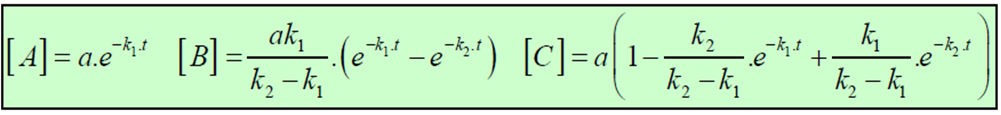 [A] = a.e^{-k_1.t} [B] = \frac{ak_1}{k_2 - k_1}.(e^{-k_1.t} - e^{-k_2.t}) [C] = a(1 - \frac{k_2}{k_2 - k_1}.e^{-k_1.t} + \frac{k_1}{k_2 - k_1}.e^{-k_2.t})